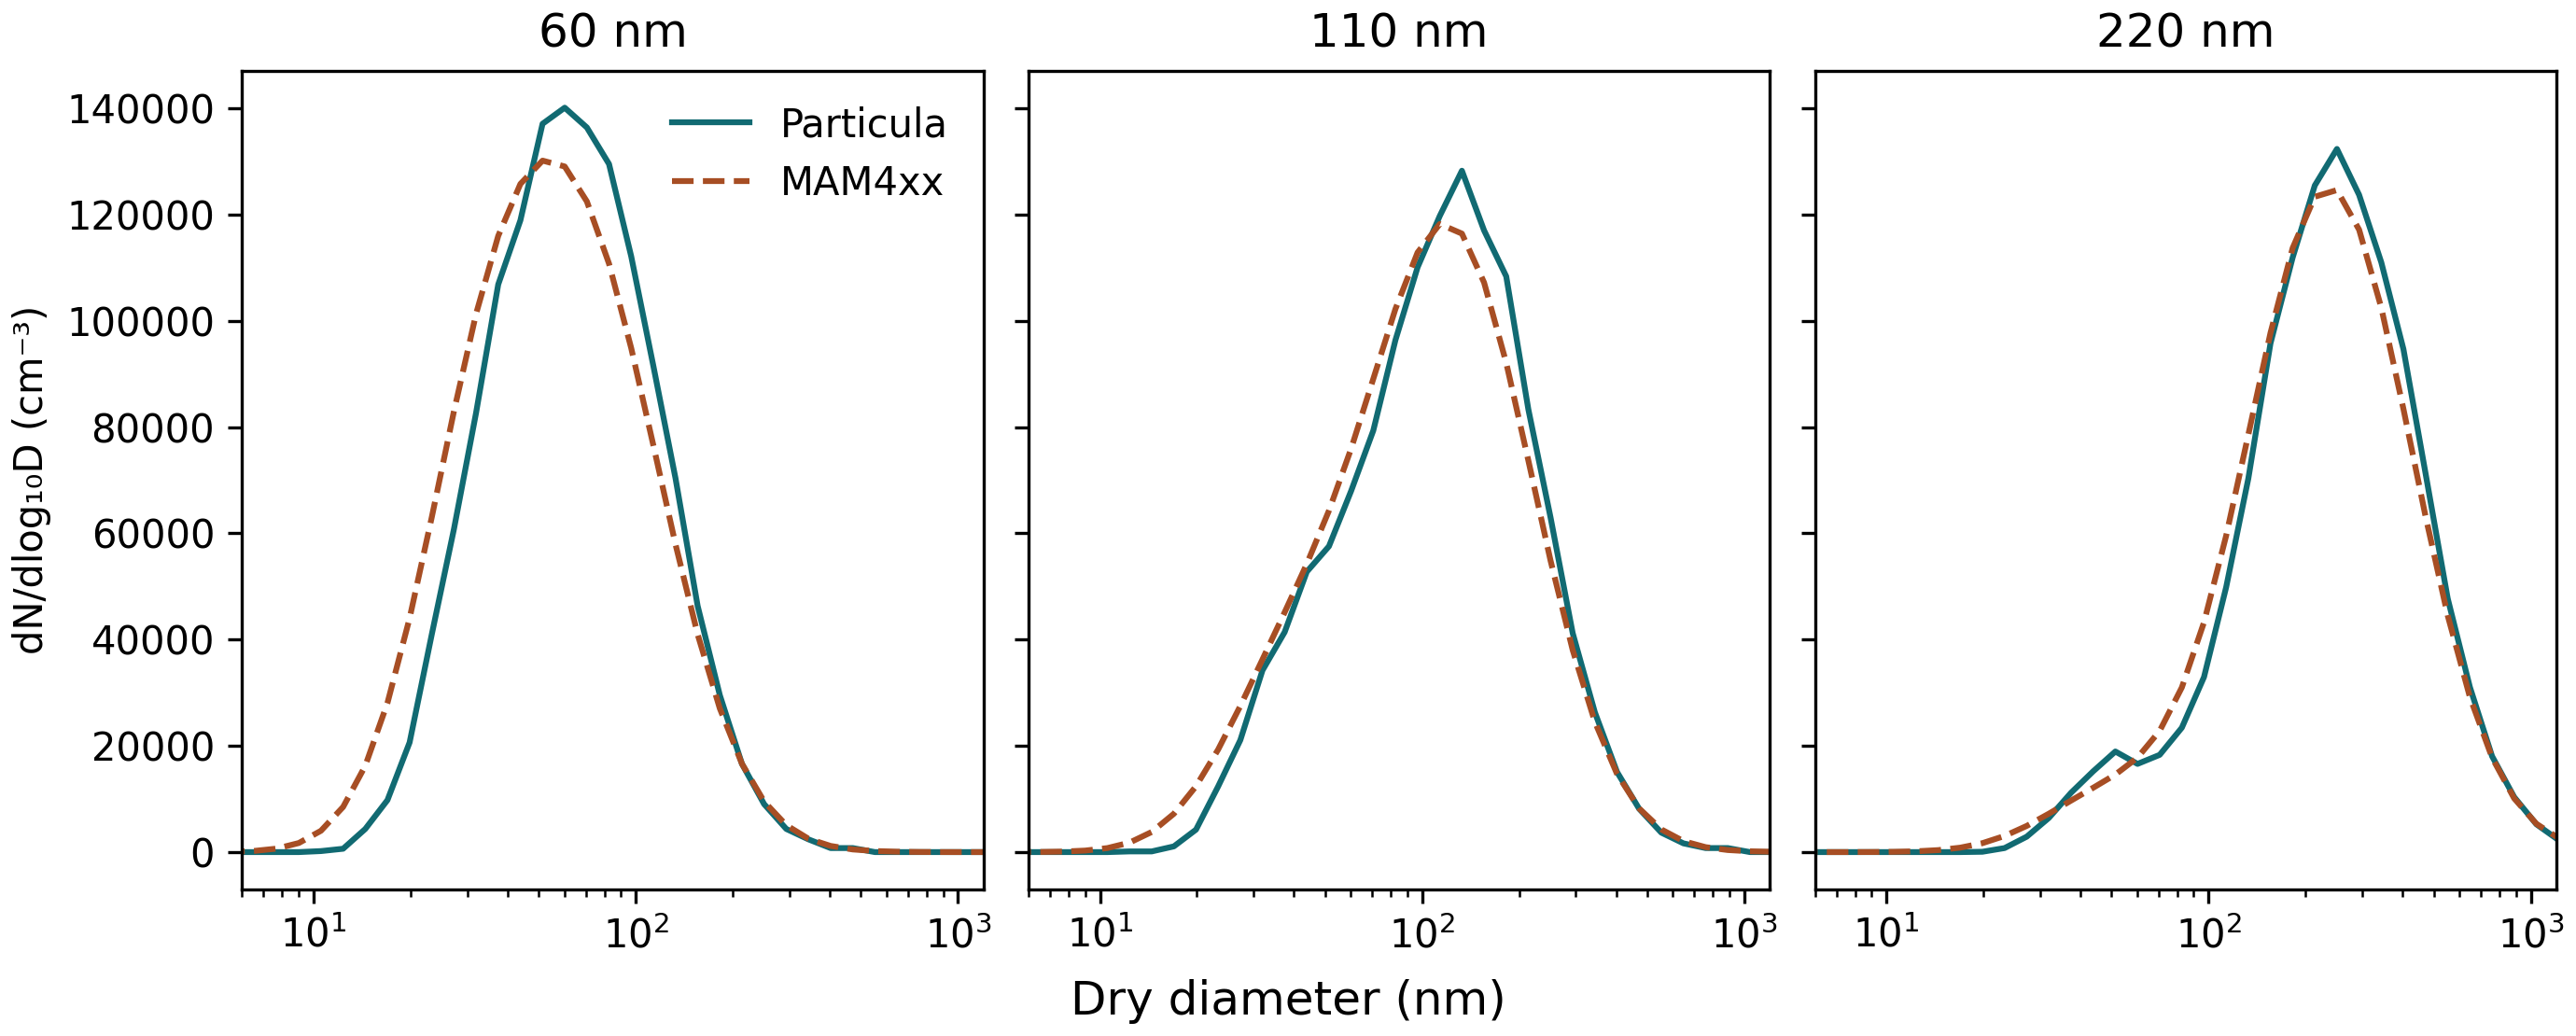 60 nm
110 nm
220 nm
Particula
MAM4xx
dN/dlog₁₀D (cm⁻³)
140000
120000
100000
80000
60000
40000
20000
0
10¹ 10² 10³
10¹ 10² 10³
10¹ 10² 10³
Dry diameter (nm)